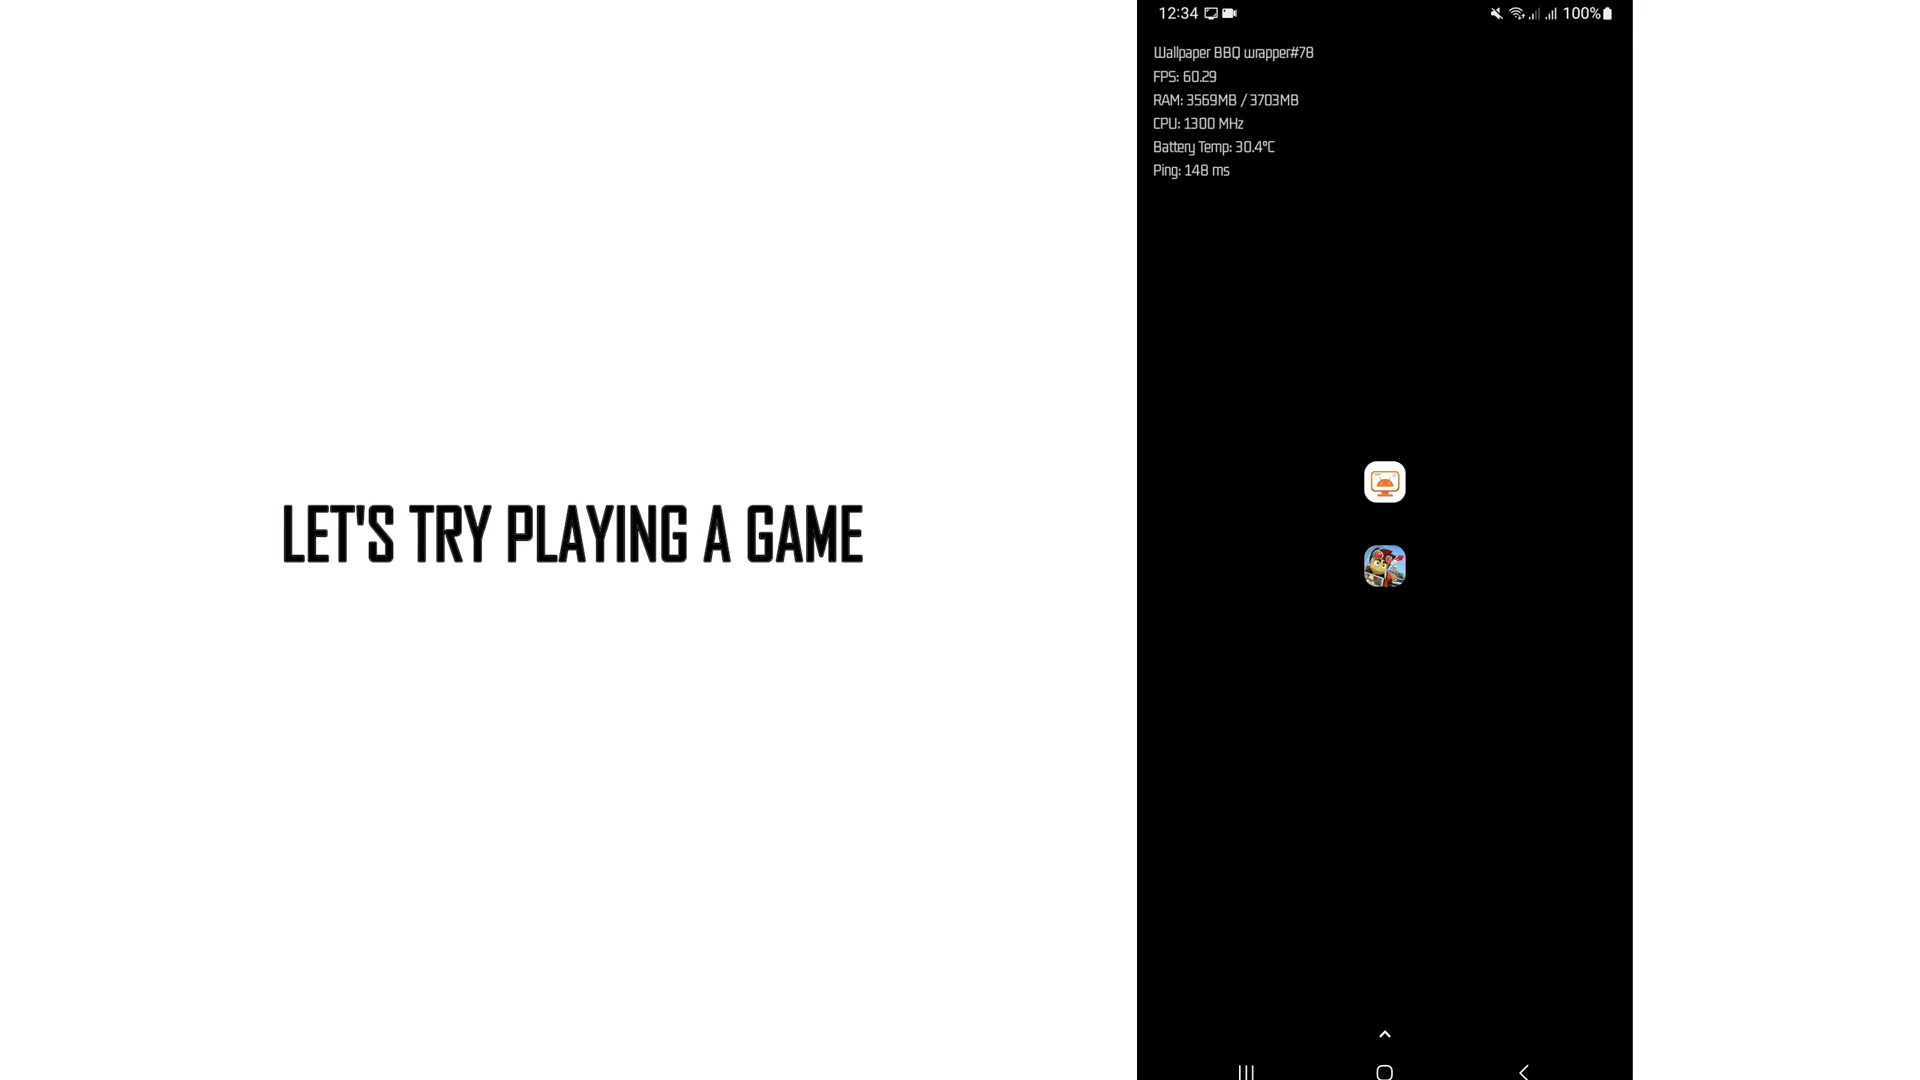 LET'S TRY PLAYING A GAME
12:34
100%
Wallpaper BBQ wrapper#78
FPS: 60.29
RAM: 3569MB / 3703MB
CPU: 1300 MHz
Battery Temp: 30.4°C
Ping: 148 ms